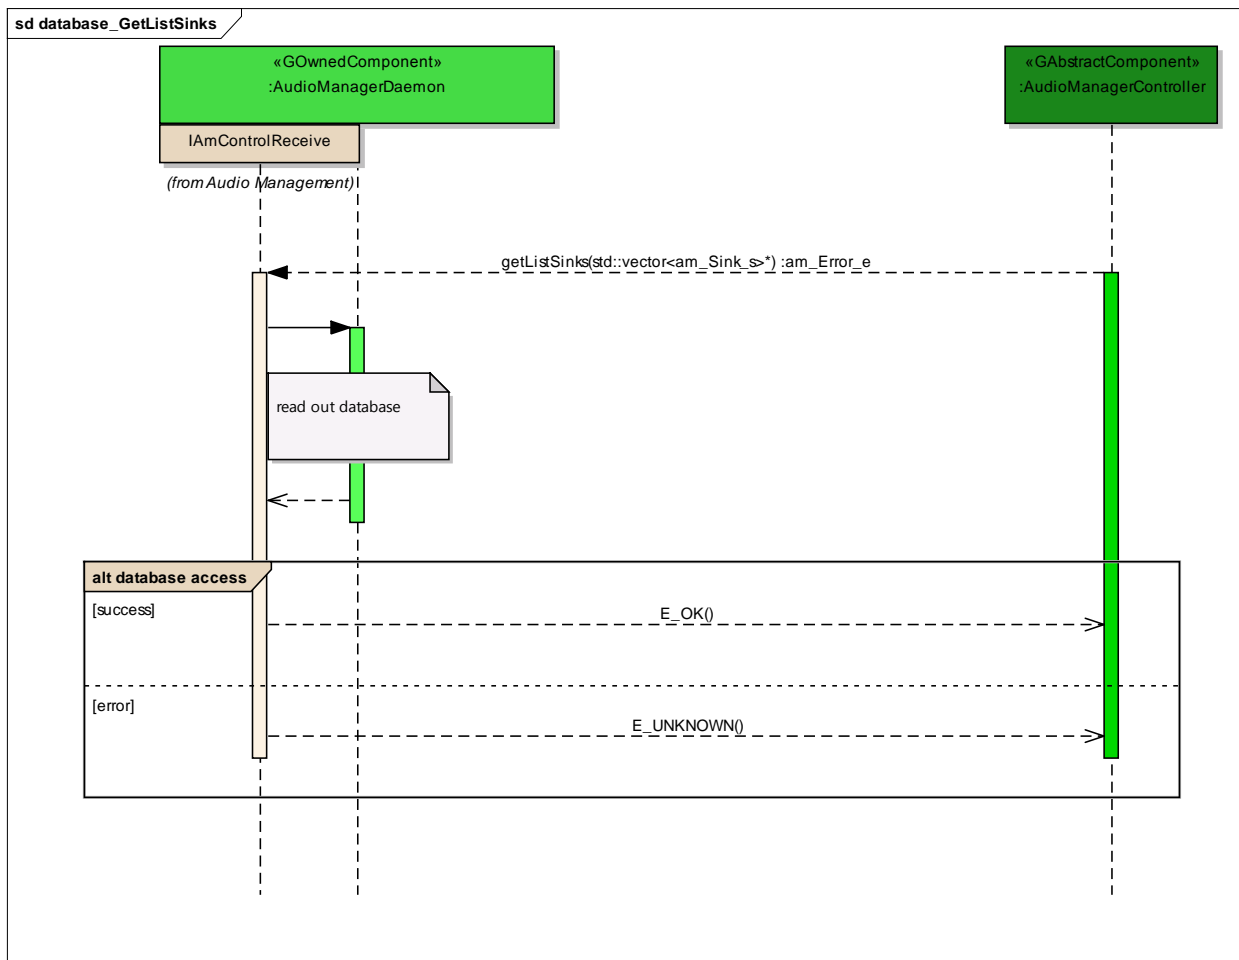 sd database_GetListSinks
«GOwnedComponent»
:AudioManagerDaemon
«GAbstractComponent»
:AudioManagerController
IAmControlReceive
(from Audio Management)
getListSinks(std::vector<am_Sink_s>*) :am_Error_e
read out database
alt database access
[success]
E_OK()
[error]
E_UNKNOWN()